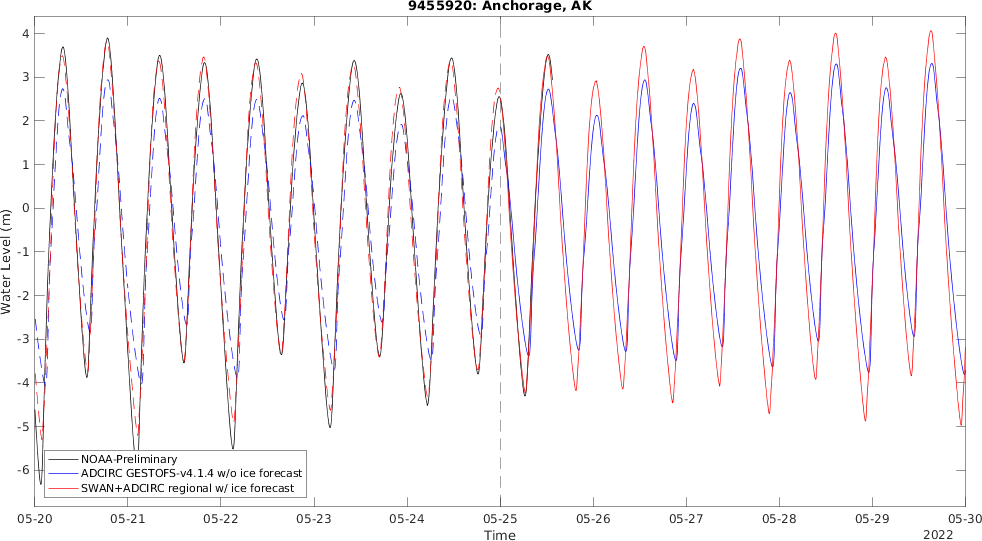 9455920: Anchorage, AK
4
3
2
1
0
-1
-2
-3
-4
-5
-6
Water Level (m)
NOAA-Preliminary
ADCIRC GESTOFS-v4.1.4 w/o ice forecast
SWAN+ADCIRC regional w/ ice forecast
05-20 05-21 05-22 05-23 05-24 05-25 05-26 05-27 05-28 05-29 05-30
Time
2022